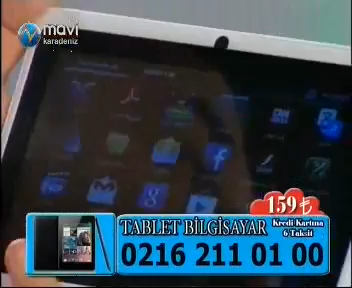 mavi
karadeniz
159 ₺
TABLET BİLGİSAYAR
Kredi Kartına
6 Taksit
0216 211 01 00